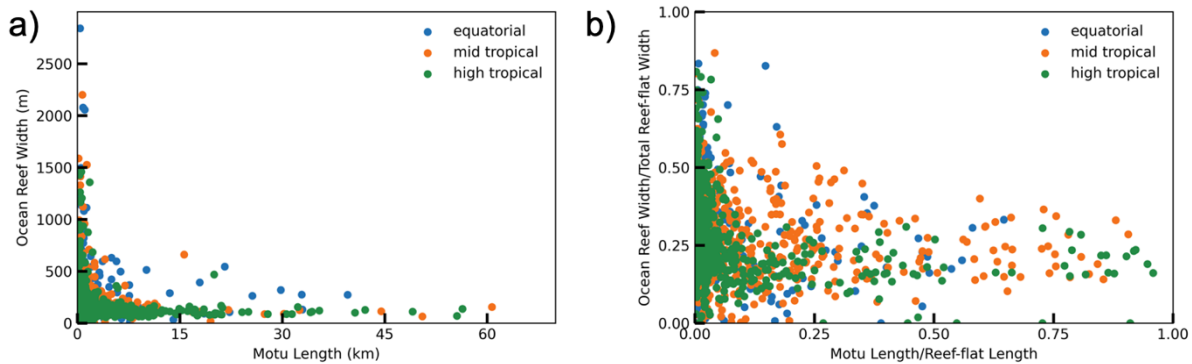 a)
Ocean Reef Width (m)
2500
2000
1500
1000
500
0
equatorial
mid tropical
high tropical
0 15 30 45 60
Motu Length (km)
b)
Ocean Reef Width/Total Reef-flat Width
1.00
0.75
0.50
0.25
0.00
equatorial
mid tropical
high tropical
0.00 0.25 0.50 0.75 1.00
Motu Length/Reef-flat Length